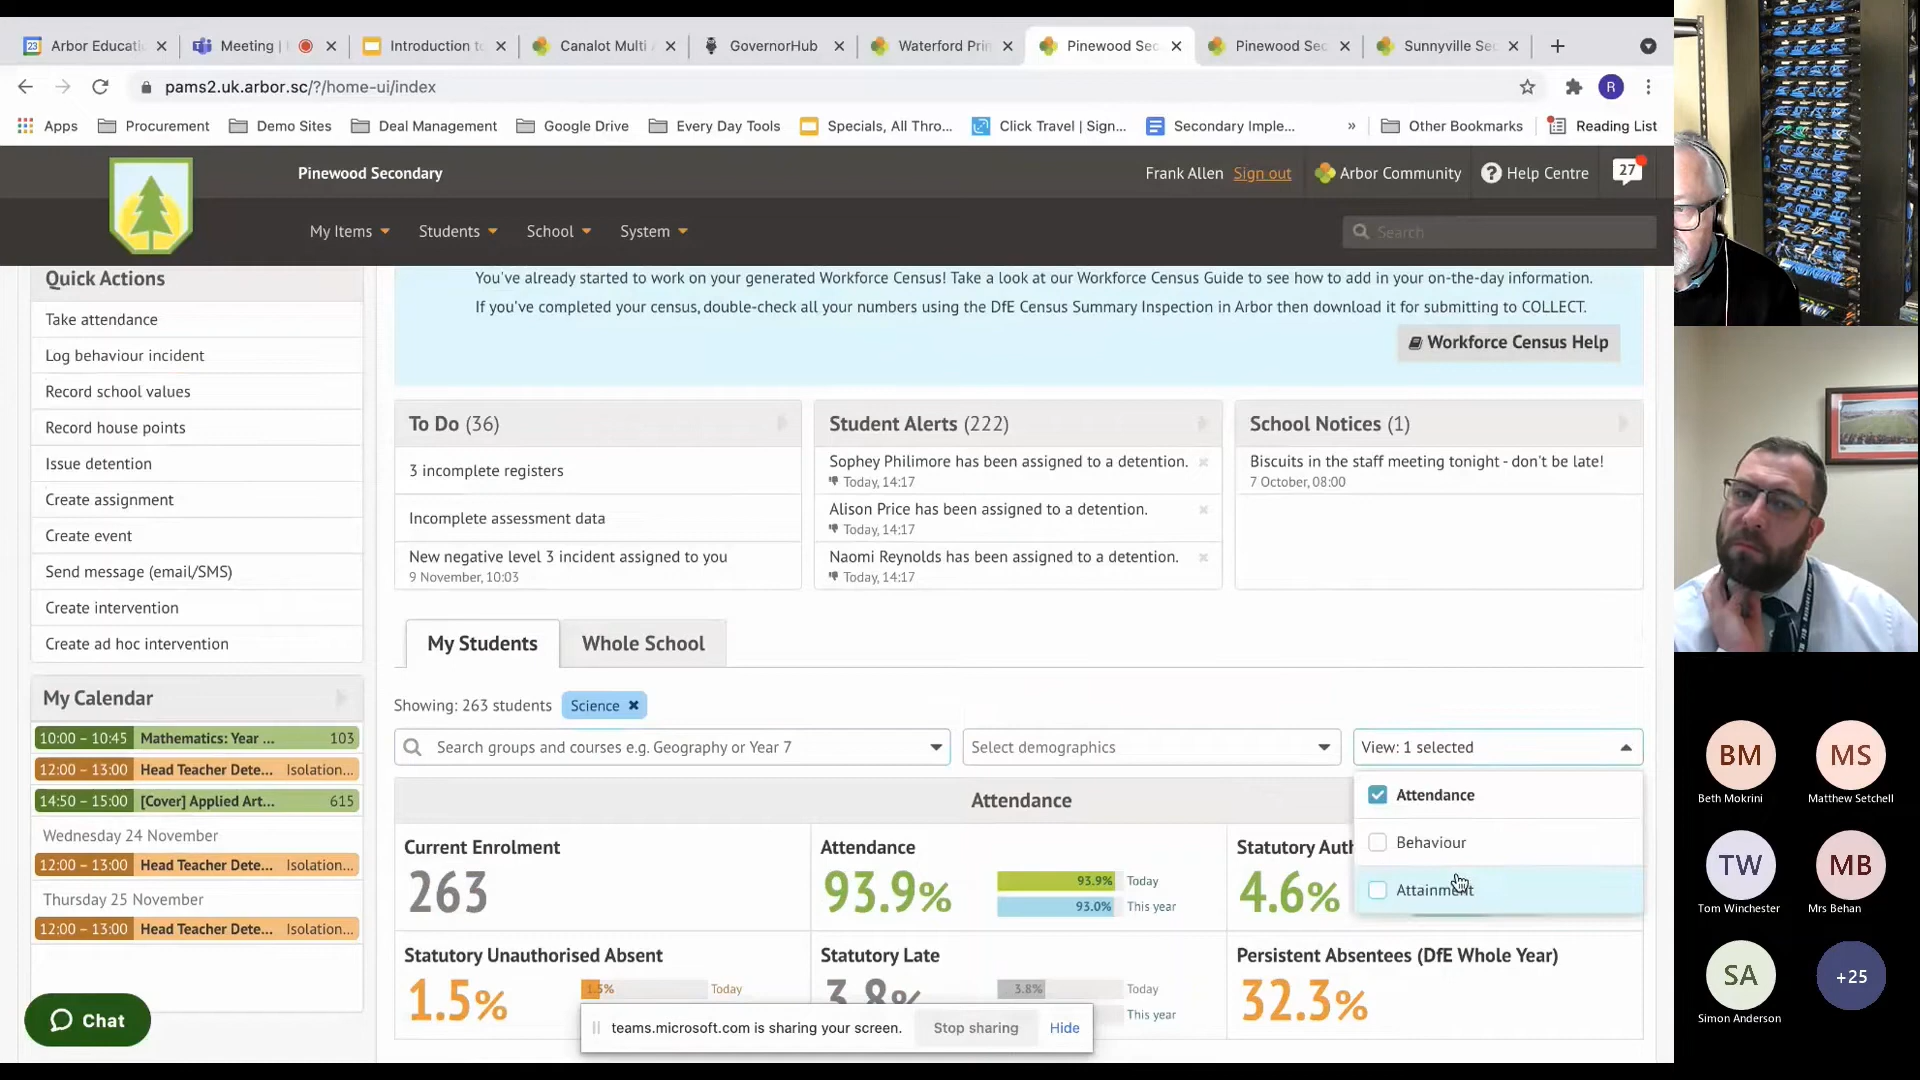 Arbor Educati
Meeting |
Introduction to
Canalot Multi A
GovernorHub
Waterford Prin
Pinewood Sec
Pinewood Sec
Sunnyville Sec
pams2.uk.arbor.sc/?/home-ui/index
R
Apps
Procurement
Demo Sites
Deal Management
Google Drive
Every Day Tools
Specials, All Thro...
Click Travel | Sign...
Secondary Imple...
»
Other Bookmarks
Reading List
Pinewood Secondary
Frank Allen
Sign out
Arbor Community
Help Centre
27
My Items
Students
School
System
Search
Quick Actions
Take attendance
Log behaviour incident
Record school values
Record house points
Issue detention
Create assignment
Create event
Send message (email/SMS)
Create intervention
Create ad hoc intervention
My Calendar
10:00 – 10:45 Mathematics: Year ... 103
12:00 – 13:00 Head Teacher Dete... Isolation...
14:50 – 15:00 [Cover] Applied Art... 615
Wednesday 24 November
12:00 – 13:00 Head Teacher Dete... Isolation...
Thursday 25 November
12:00 – 13:00 Head Teacher Dete... Isolation...
Chat
You've already started to work on your generated Workforce Census! Take a look at our Workforce Census Guide to see how to add in your on-the-day information.
If you've completed your census, double-check all your numbers using the DfE Census Summary Inspection in Arbor then download it for submitting to COLLECT.
Workforce Census Help
To Do (36)
3 incomplete registers
Incomplete assessment data
New negative level 3 incident assigned to you
9 November, 10:03
Student Alerts (222)
Sophey Philimore has been assigned to a detention.
Today, 14:17
Alison Price has been assigned to a detention.
Today, 14:17
Naomi Reynolds has been assigned to a detention.
Today, 14:17
School Notices (1)
Biscuits in the staff meeting tonight - don't be late!
7 October, 08:00
My Students
Whole School
Showing: 263 students
Science
Search groups and courses e.g. Geography or Year 7
Select demographics
View: 1 selected
Attendance
Behaviour
Attainment
Attendance
Current Enrolment
263
Attendance
93.9%
93.9% Today
93.0% This year
Statutory Auth
4.6%
Statutory Unauthorised Absent
1.5%
1.5% Today
Statutory Late
3.8%
3.8% Today
This year
Persistent Absentees (DfE Whole Year)
32.3%
teams.microsoft.com is sharing your screen.
Stop sharing
Hide
BM
Beth Mokrini
MS
Matthew Setchell
TW
Tom Winchester
MB
Mrs Behan
SA
Simon Anderson
+25